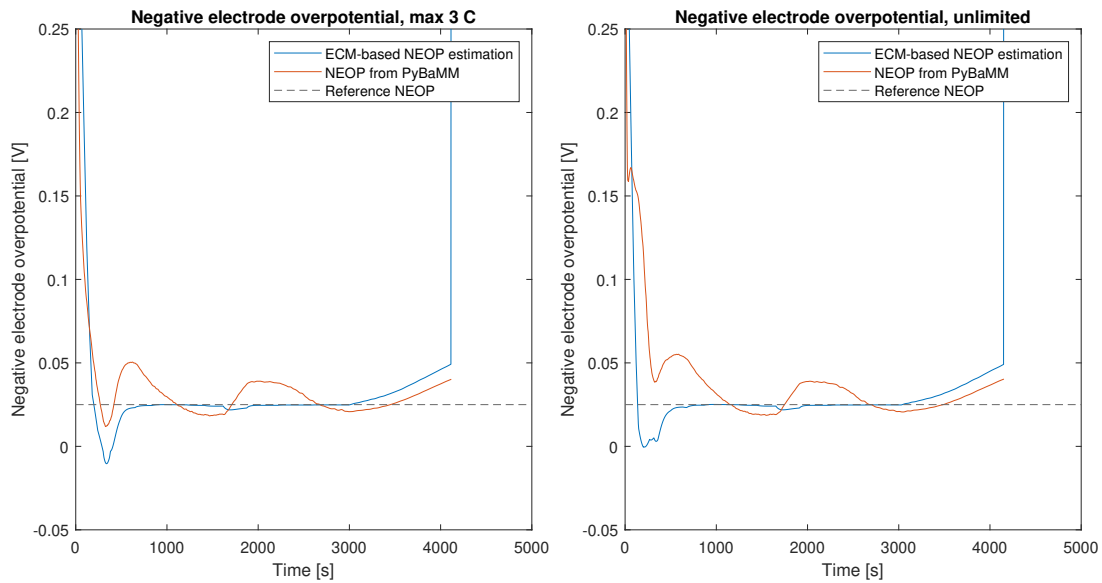 Negative electrode overpotential, max 3 C
0.25
0.2
0.15
0.1
0.05
0
-0.05
Negative electrode overpotential [V]
ECM-based NEOP estimation
NEOP from PyBaMM
Reference NEOP
0 1000 2000 3000 4000 5000
Time [s]
Negative electrode overpotential, unlimited
0.25
0.2
0.15
0.1
0.05
0
-0.05
Negative electrode overpotential [V]
ECM-based NEOP estimation
NEOP from PyBaMM
Reference NEOP
0 1000 2000 3000 4000 5000
Time [s]